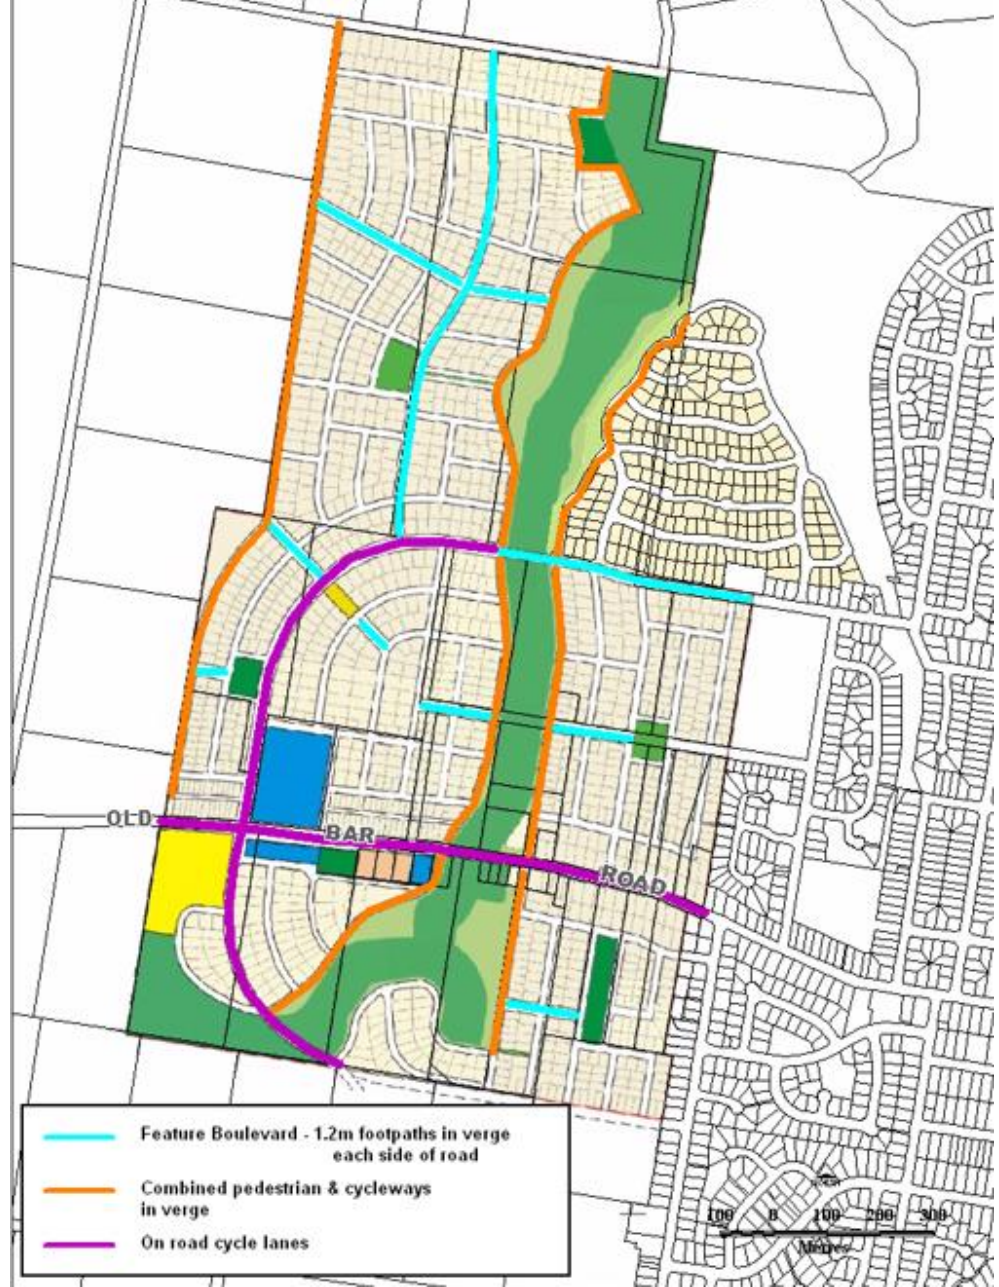 OLD BAR ROAD
Feature Boulevard - 1.2m footpaths in verge
each side of road
Combined pedestrian & cycleways
in verge
On road cycle lanes
100 0 100 200 300
Metres